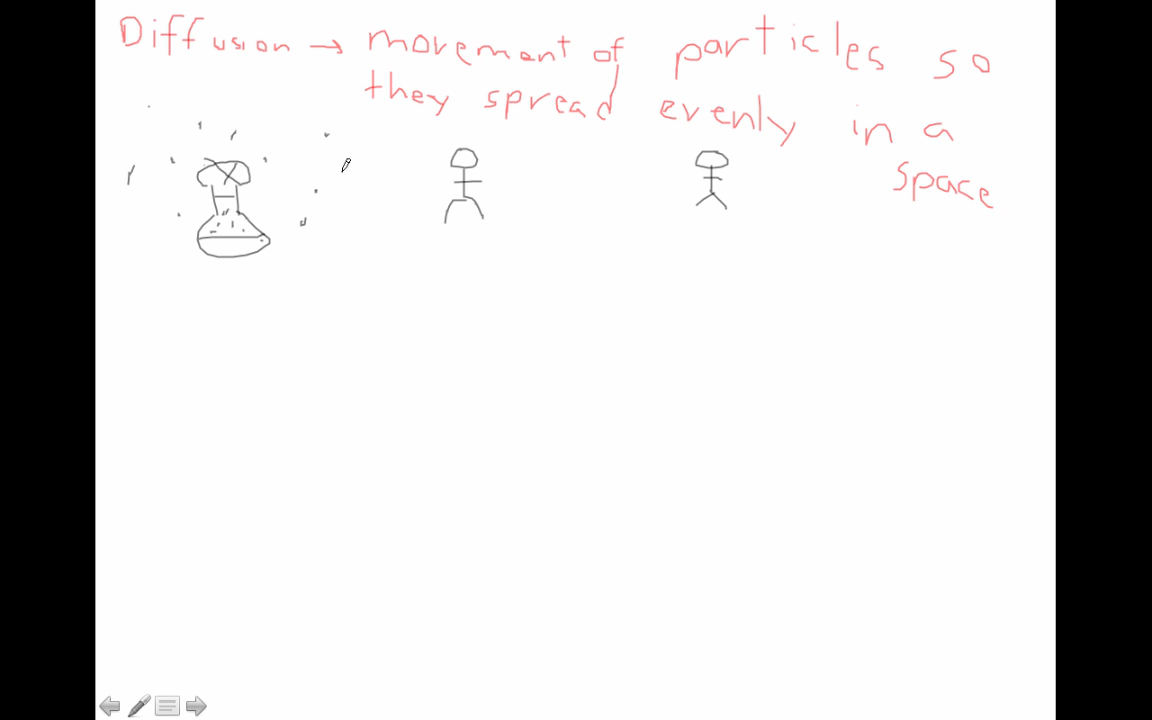 Diffusion → movement of particles so
they spread evenly in a
space